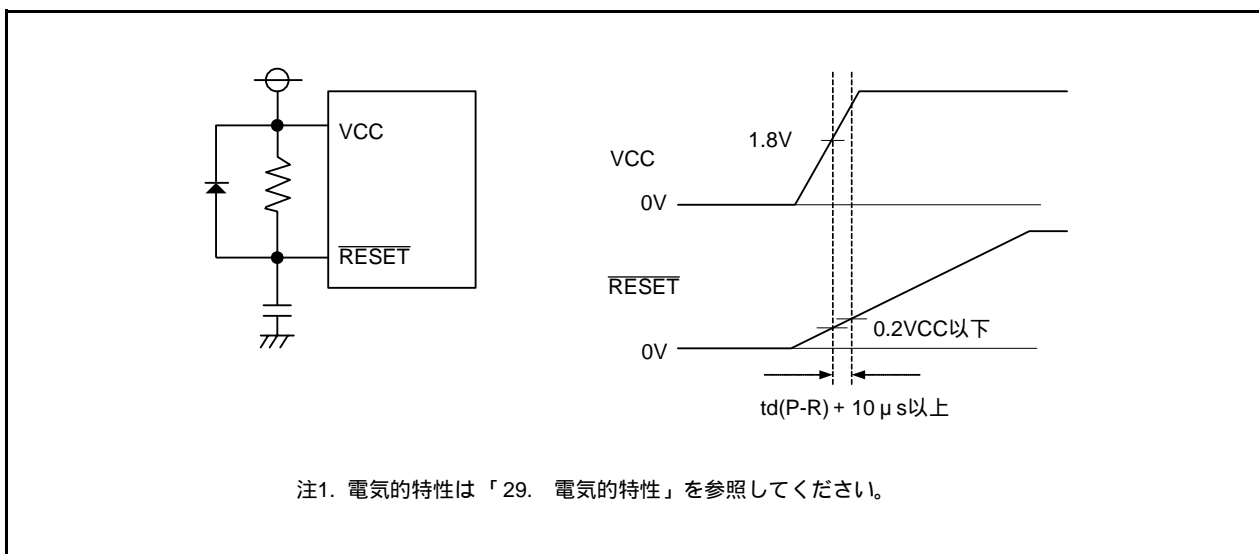 VCC
RESET
1.8V
VCC
0V
RESET
0.2VCC以下
0V
td(P-R) + 10 μ s以上
注1. 電気的特性は「 29. 電気的特性」を参照してください。